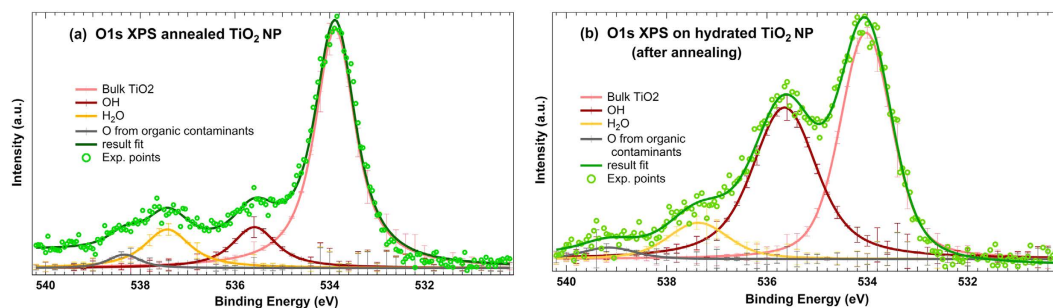 (a) O1s XPS annealed TiO₂ NP
Bulk TiO2
OH
H₂O
O from organic contaminants
result fit
Exp. points
Intensity (a.u.)
540 538 536 534 532
Binding Energy (eV)
(b) O1s XPS on hydrated TiO₂ NP
(after annealing)
Bulk TiO2
OH
H₂O
O from organic
contaminants
result fit
Exp. points
Intensity (a.u.)
540 538 536 534 532
Binding Energy (eV)